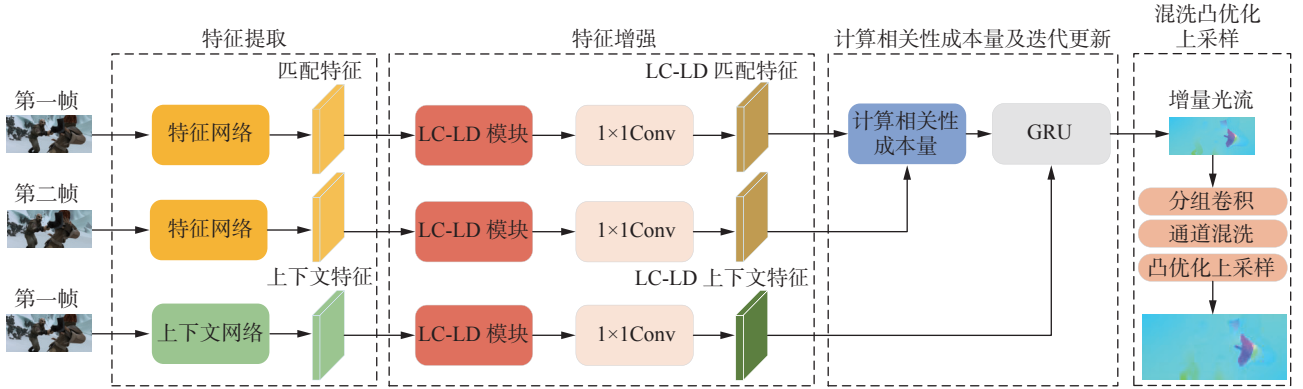 特征提取
特征增强
计算相关性成本量及迭代更新
混洗凸优化
上采样
第一帧
特征网络
匹配特征
LC-LD 模块
1×1Conv
LC-LD 匹配特征
计算相关性
成本量
GRU
增量光流
第二帧
特征网络
LC-LD 模块
1×1Conv
分组卷积
通道混洗
凸优化上采样
第一帧
上下文网络
上下文特征
LC-LD 模块
1×1Conv
LC-LD 上下文特征